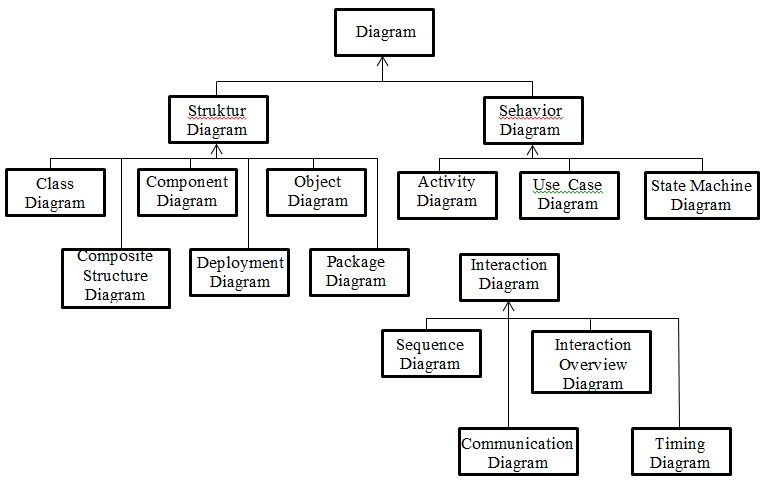 Diagram
Struktur
Diagram
Sehavior
Diagram
Class
Diagram
Component
Diagram
Object
Diagram
Activity
Diagram
Use Case
Diagram
State Machine
Diagram
Composite
Structure
Diagram
Deployment
Diagram
Package
Diagram
Interaction
Diagram
Sequence
Diagram
Interaction
Overview
Diagram
Communication
Diagram
Timing
Diagram